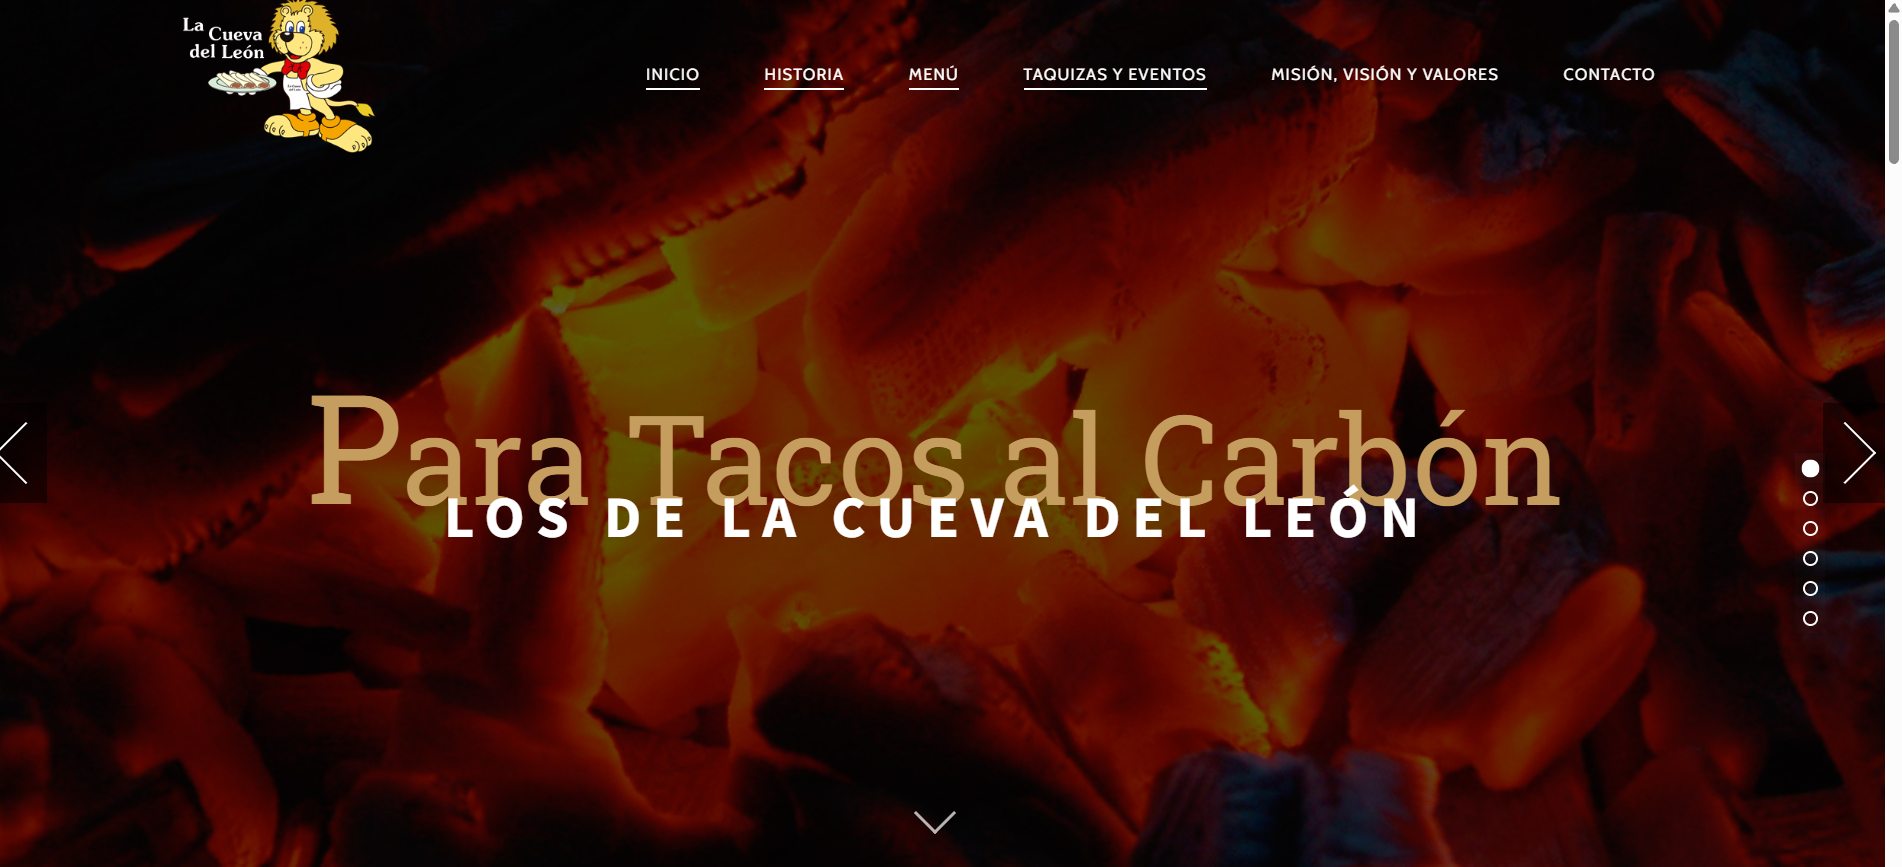 La Cueva
del León
INICIO HISTORIA MENÚ TAQUIZAS Y EVENTOS MISIÓN, VISIÓN Y VALORES CONTACTO
Para Tacos al Carbón
LOS DE LA CUEVA DEL LEÓN